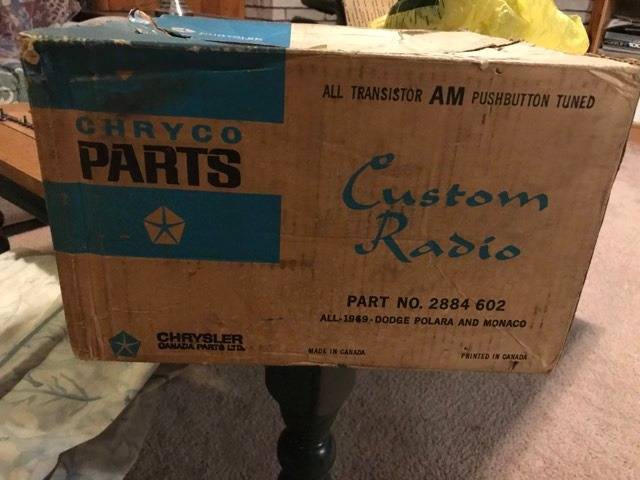 ALL TRANSISTOR AM PUSHBUTTON TUNED
CHRYCO
PARTS
Custom
Radio
PART NO. 2884 602
ALL-1969-DODGE POLARA AND MONACO
CHRYSLER
CANADA PARTS LTD.
MADE IN CANADA
PRINTED IN CANADA